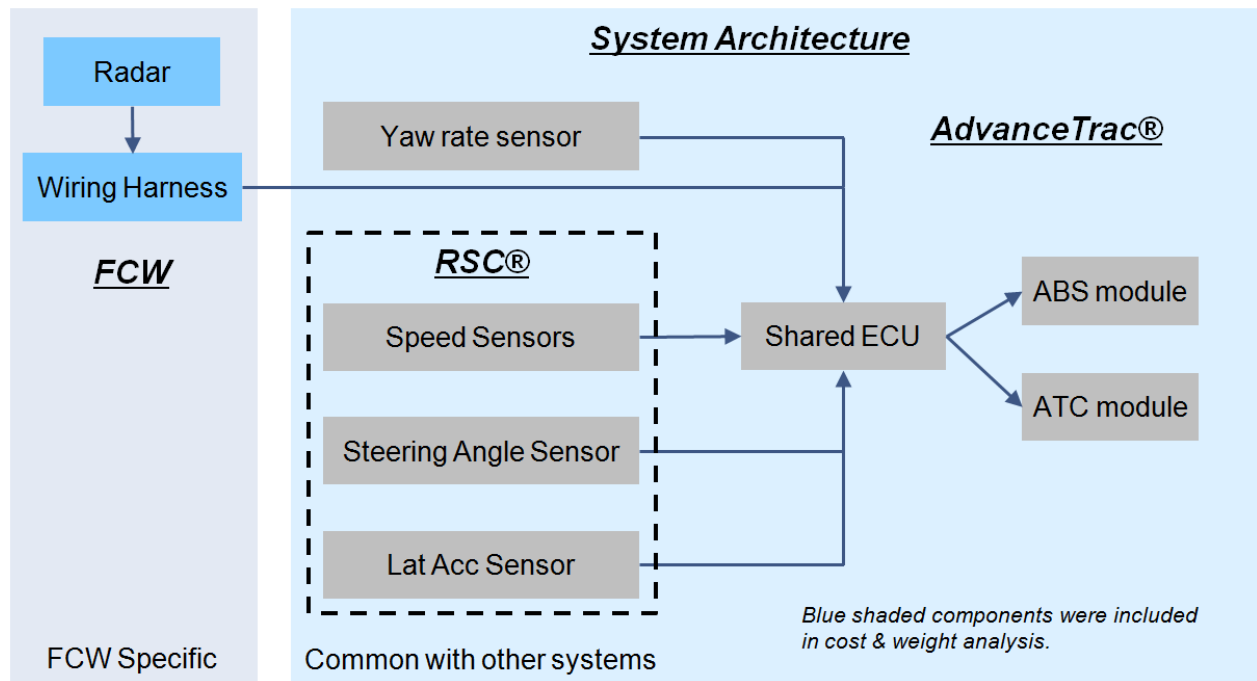 System Architecture
Radar
Yaw rate sensor
AdvanceTrac®
Wiring Harness
FCW
RSC®
Speed Sensors
Shared ECU
ABS module
ATC module
Steering Angle Sensor
Lat Acc Sensor
Blue shaded components were included
in cost & weight analysis.
FCW Specific
Common with other systems